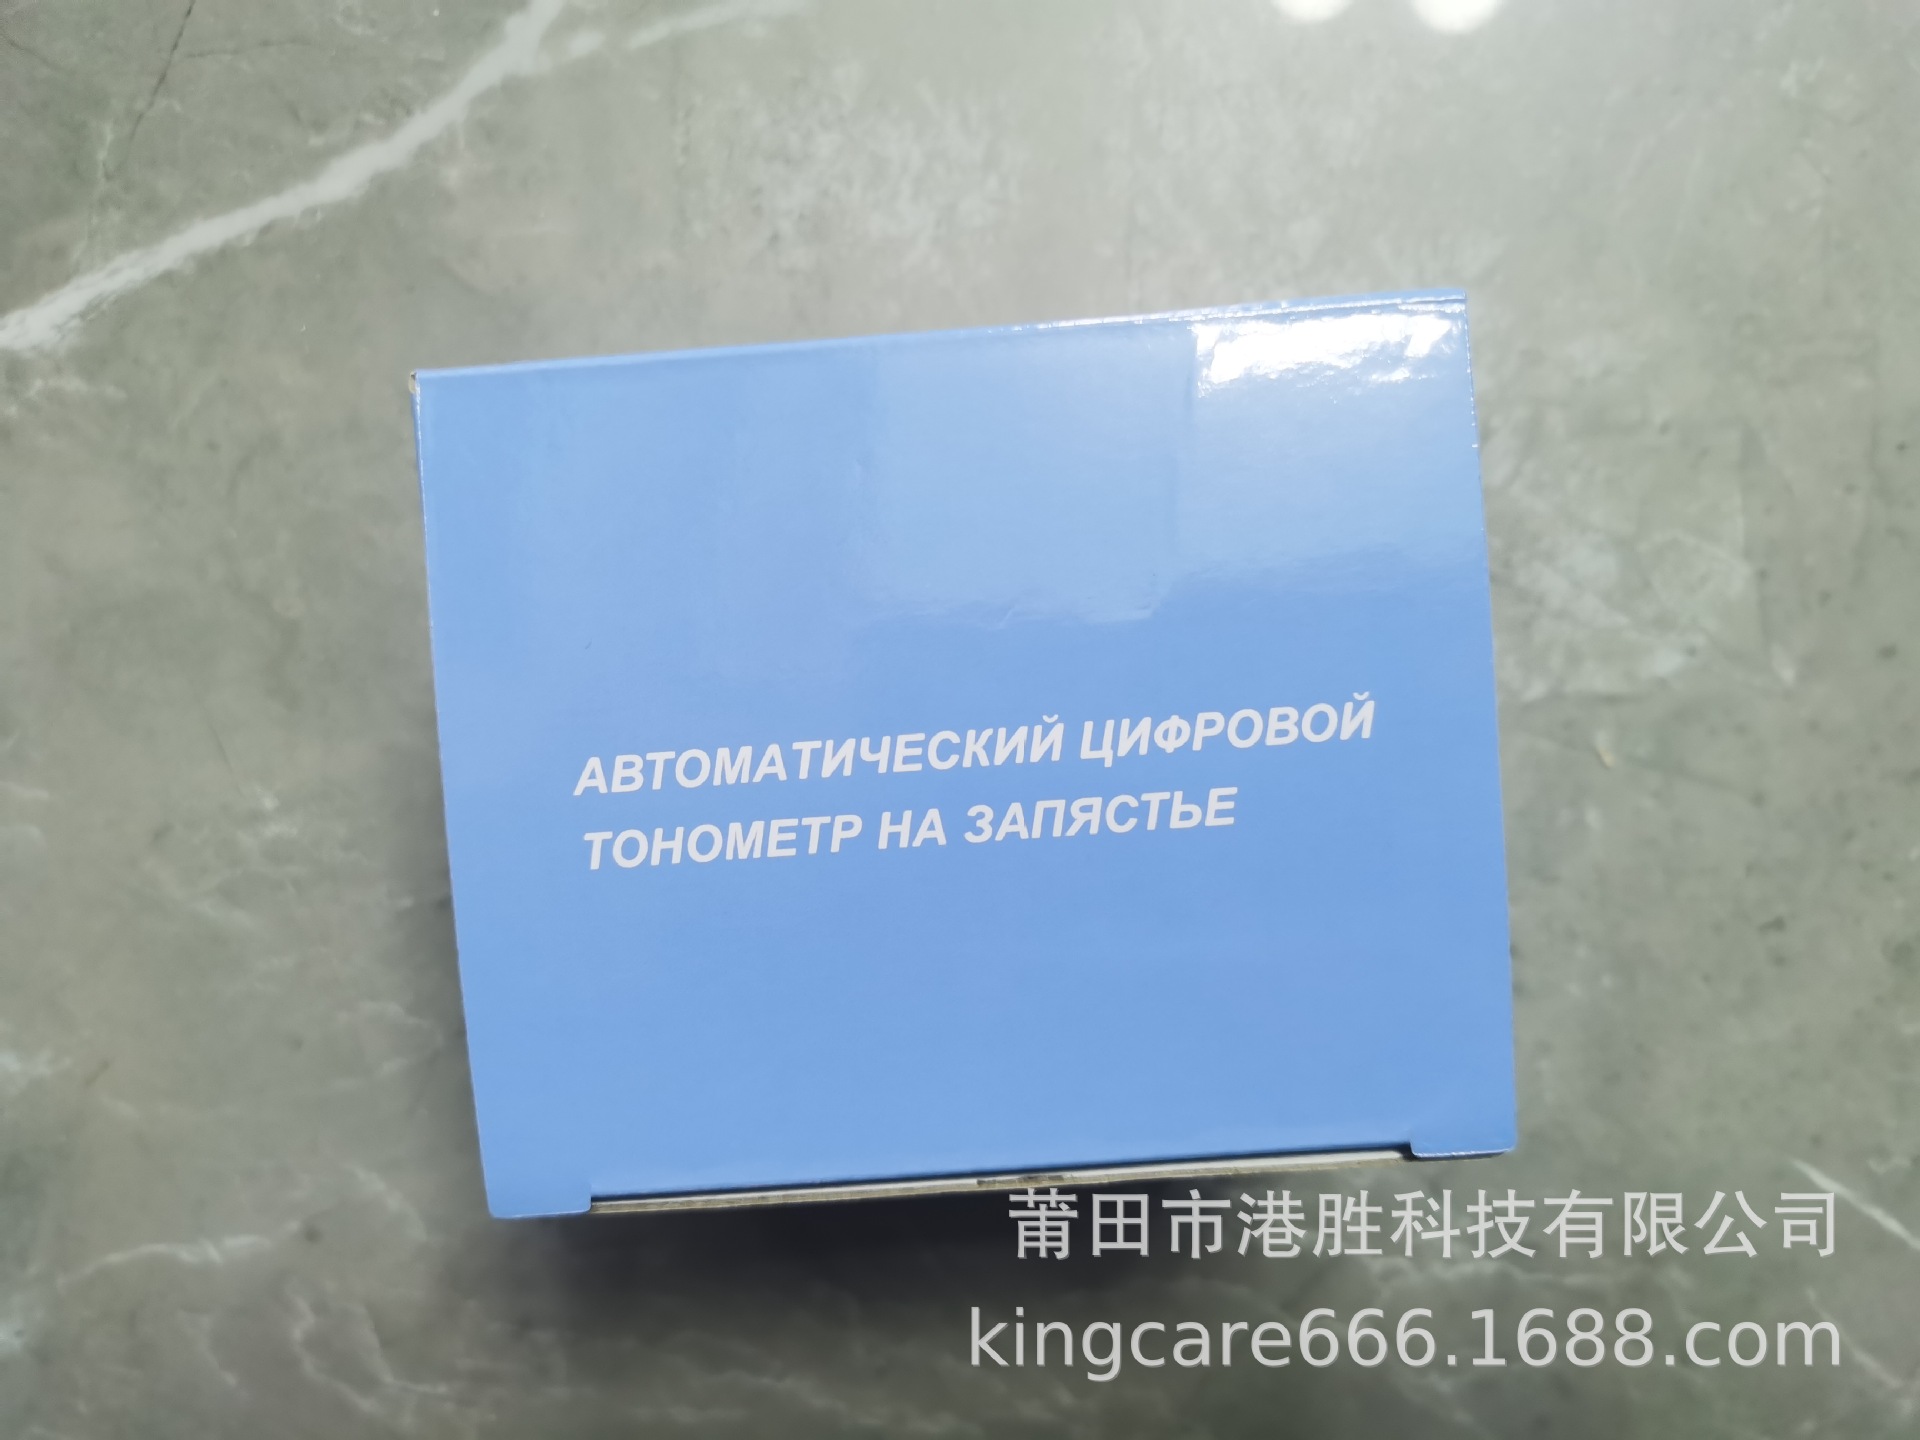 АВТОМАТИЧЕСКИЙ ЦИФРОВОЙ
ТОНОМЕТР НА ЗАПЯСТЬЕ
莆田市港胜科技有限公司
kingcare666.1688.com